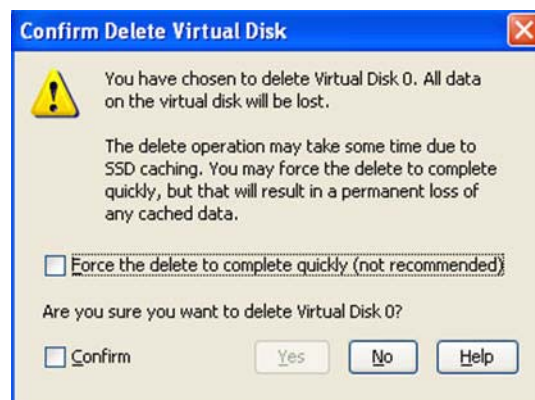 Confirm Delete Virtual Disk
You have chosen to delete Virtual Disk 0. All data
on the virtual disk will be lost.
The delete operation may take some time due to
SSD caching. You may force the delete to complete
quickly, but that will result in a permanent loss of
any cached data.
Force the delete to complete quickly (not recommended)
Are you sure you want to delete Virtual Disk 0?
Confirm Yes No Help